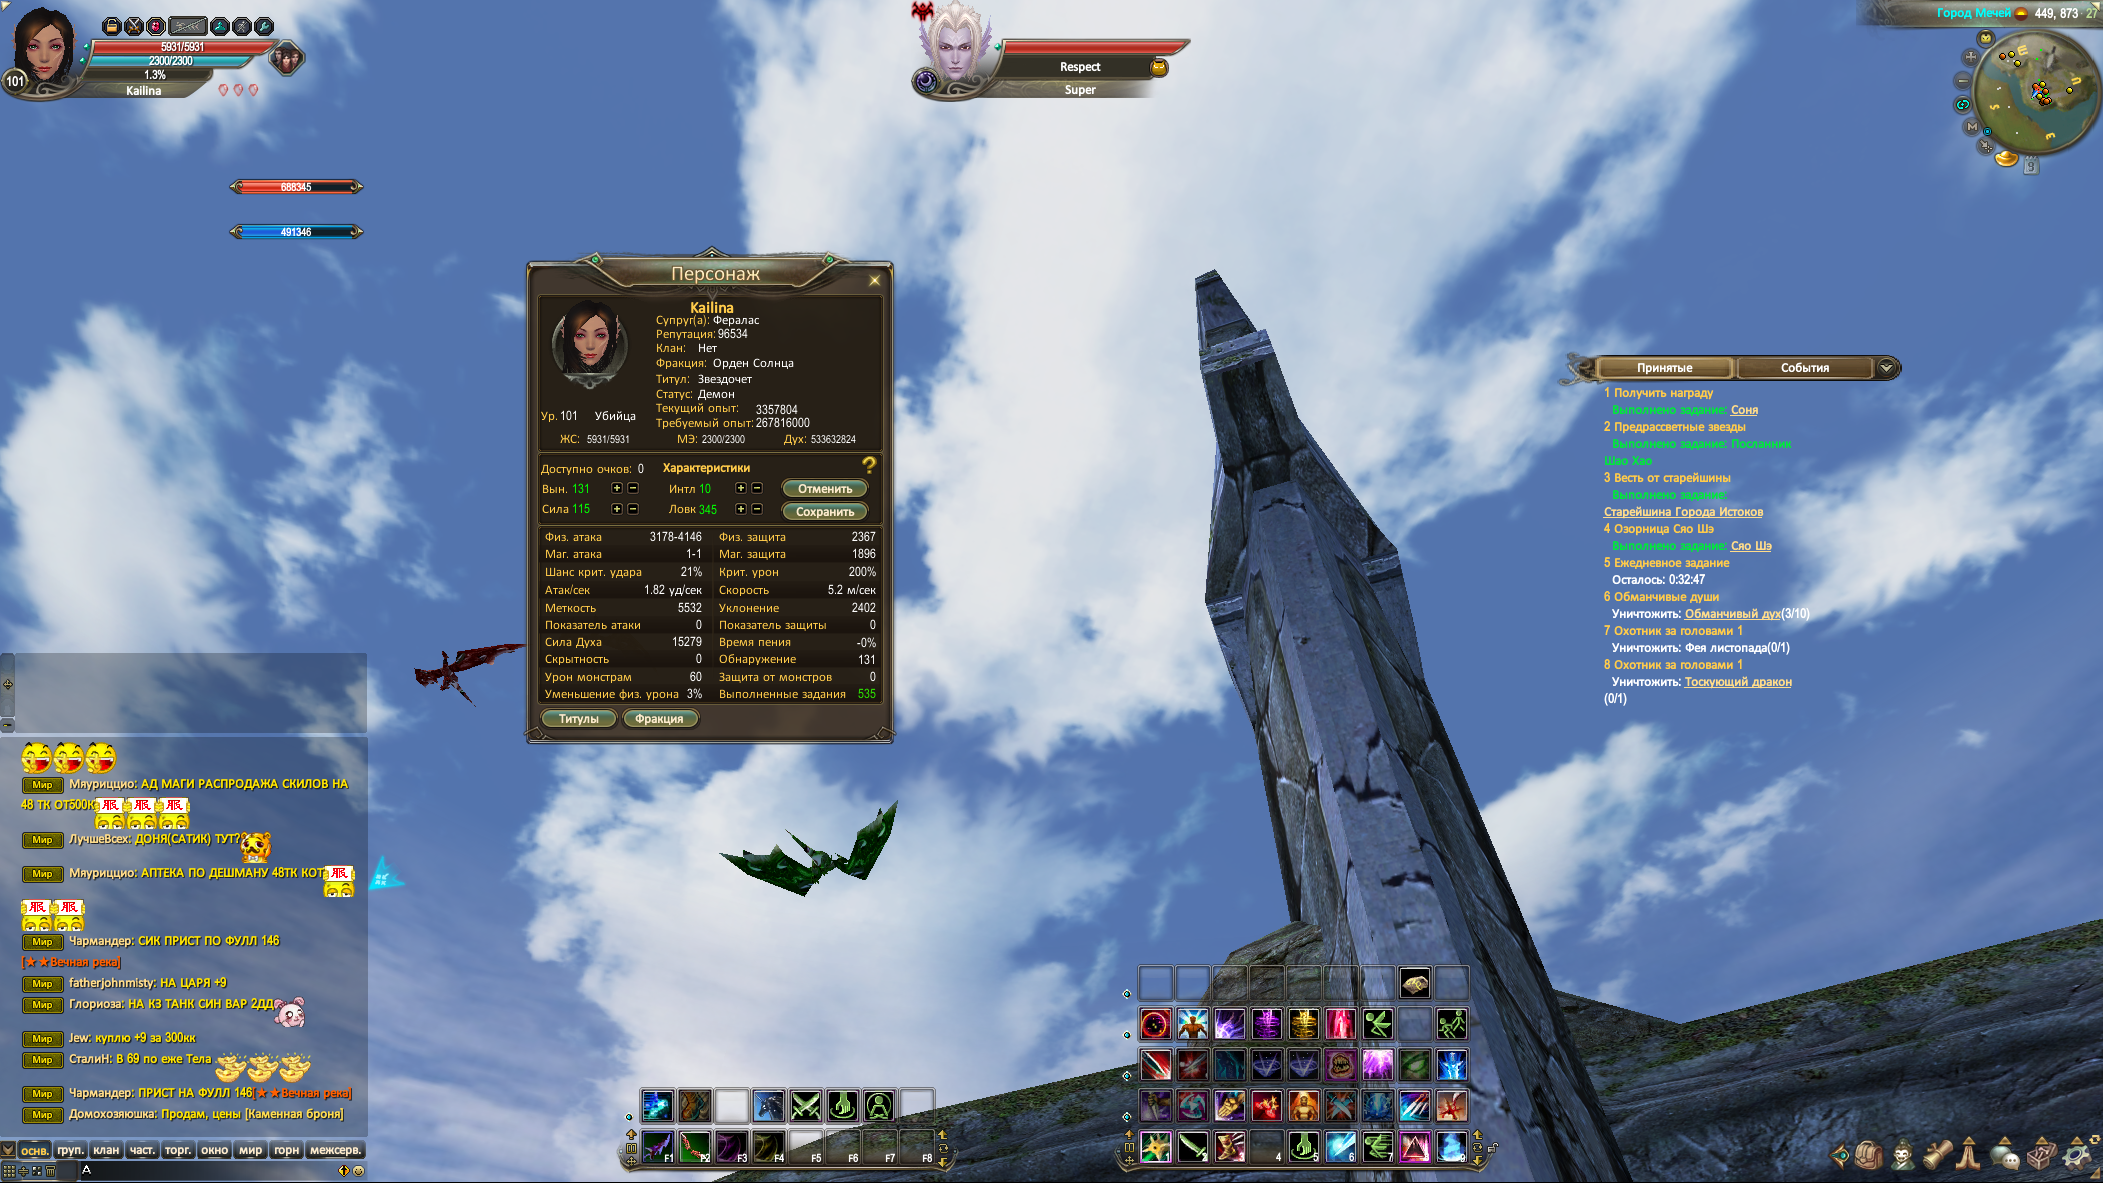 5931/5931
2300/2300
1.3%
101
Kailina
Respect
Super
Город Мечей 449, 873 27
M
9
688345
491346
Персонаж
Kailina
Супруг(а): Фералас
Репутация: 96534
Клан: Нет
Фракция: Орден Солнца
Титул: Звездочет
Статус: Демон
Текущий опыт: 3357804
Ур. 101 Убийца
Требуемый опыт: 267816000
ЖС: 5931/5931 МЭ: 2300/2300 Дух: 533632824
Доступно очков: 0 Характеристики ?
Вын. 131 Интл 10 Отменить
Сила 115 Ловк 345 Сохранить
Физ. атака 3178-4146 Физ. защита 2367
Маг. атака 1-1 Маг. защита 1896
Шанс крит. удара 21% Крит. урон 200%
Атак/сек 1.82 уд/сек Скорость 5.2 м/сек
Меткость 5532 Уклонение 2402
Показатель атаки 0 Показатель защиты 0
Сила Духа 15279 Время пения -0%
Скрытность 0 Обнаружение 131
Урон монстрам 60 Защита от монстров 0
Уменьшение физ. урона 3% Выполненные задания 535
Титулы Фракция
Принятые События
1 Получить награду
Выполнено задание: Соня
2 Предрассветные звезды
Выполнено задание: Посланник
Шао Хао
3 Весть от старейшины
Выполнено задание:
Старейшина Города Истоков
4 Озорница Сяо Шэ
Выполнено задание: Сяо Шэ
5 Ежедневное задание
Осталось: 0:32:47
6 Обманчивые души
Уничтожить: Обманчивый дух(3/10)
7 Охотник за головами 1
Уничтожить: Фея листопада(0/1)
8 Охотник за головами 1
Уничтожить: Тоскующий дракон
(0/1)
Мир Мяуриццио: АД МАГИ РАСПРОДАЖА СКИЛОВ НА
48 ТК ОТ500К
Мир ЛучшеВсех: ДОНЯ(САТИК) ТУТ?
Мир Мяуриццио: АПТЕКА ПО ДЕШМАНУ 48ТК КОТ
Мир Чармандер: СИК ПРИСТ ПО ФУЛЛ 146
[★★Вечная река]
Мир fatherjohnmisty: НА ЦАРЯ +9
Мир Глориоза: НА КЗ ТАНК СИН ВАР 2ДД
Мир Jew: куплю +9 за 300кк
Мир СталиН: В 69 по еже Тела
Мир Чармандер: ПРИСТ НА ФУЛЛ 146[★★Вечная река]
Мир Домохозяюшка: Продам, цены [Каменная броня]
оснв. груп. клан част. торг. окно мир горн межсерв.
А
F1 F2 F3 F4 F5 F6 F7 F8
4 5 6 7